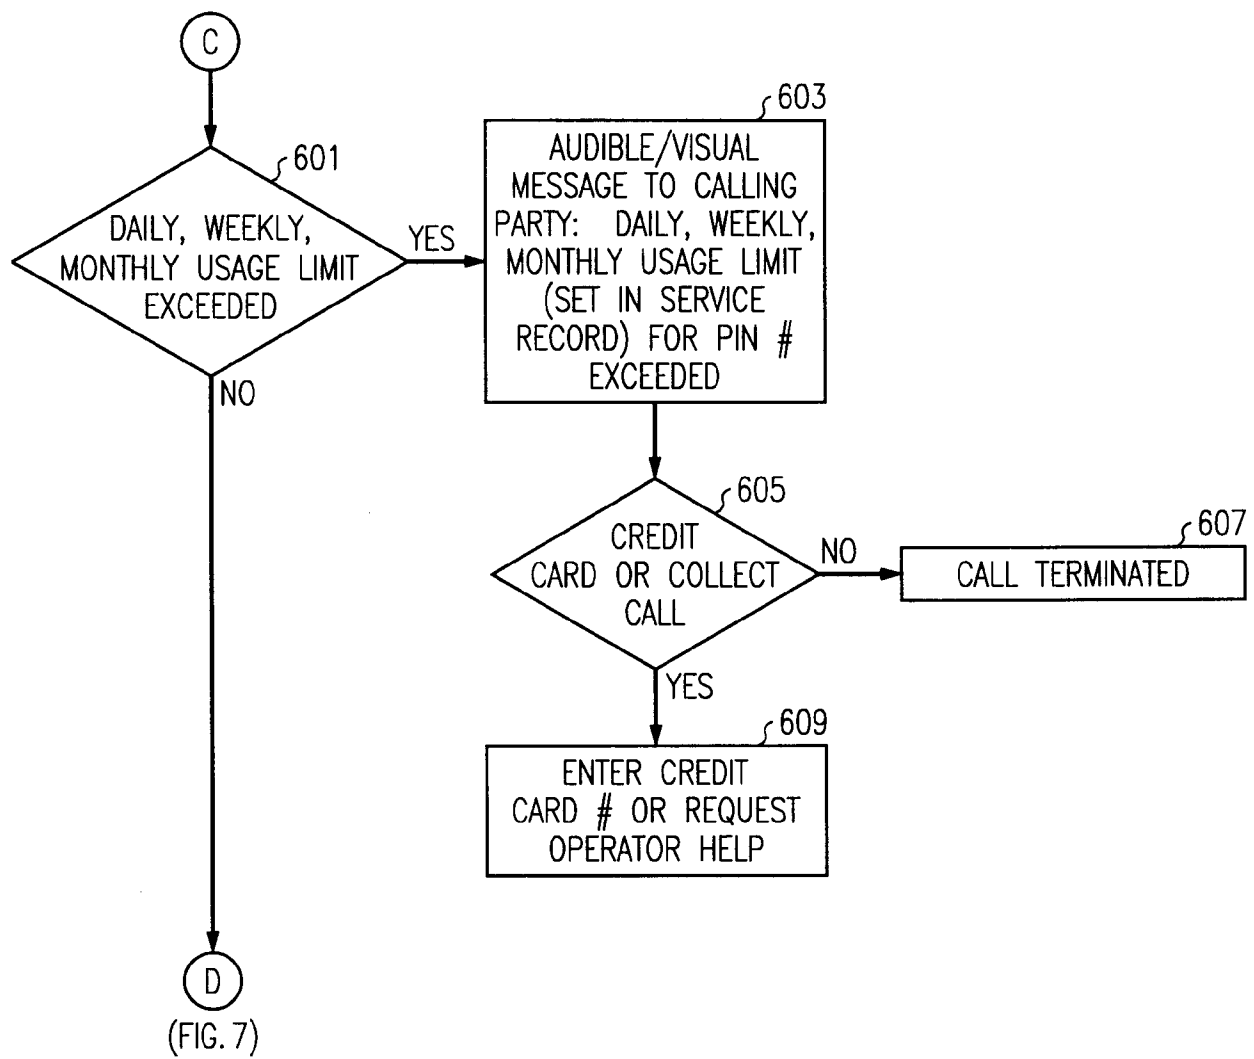 C
601
DAILY, WEEKLY,
MONTHLY USAGE LIMIT
EXCEEDED
YES
NO
603
AUDIBLE/VISUAL
MESSAGE TO CALLING
PARTY: DAILY, WEEKLY,
MONTHLY USAGE LIMIT
(SET IN SERVICE
RECORD) FOR PIN #
EXCEEDED
605
CREDIT
CARD OR COLLECT
CALL
NO
607
CALL TERMINATED
YES
609
ENTER CREDIT
CARD # OR REQUEST
OPERATOR HELP
D
(FIG. 7)